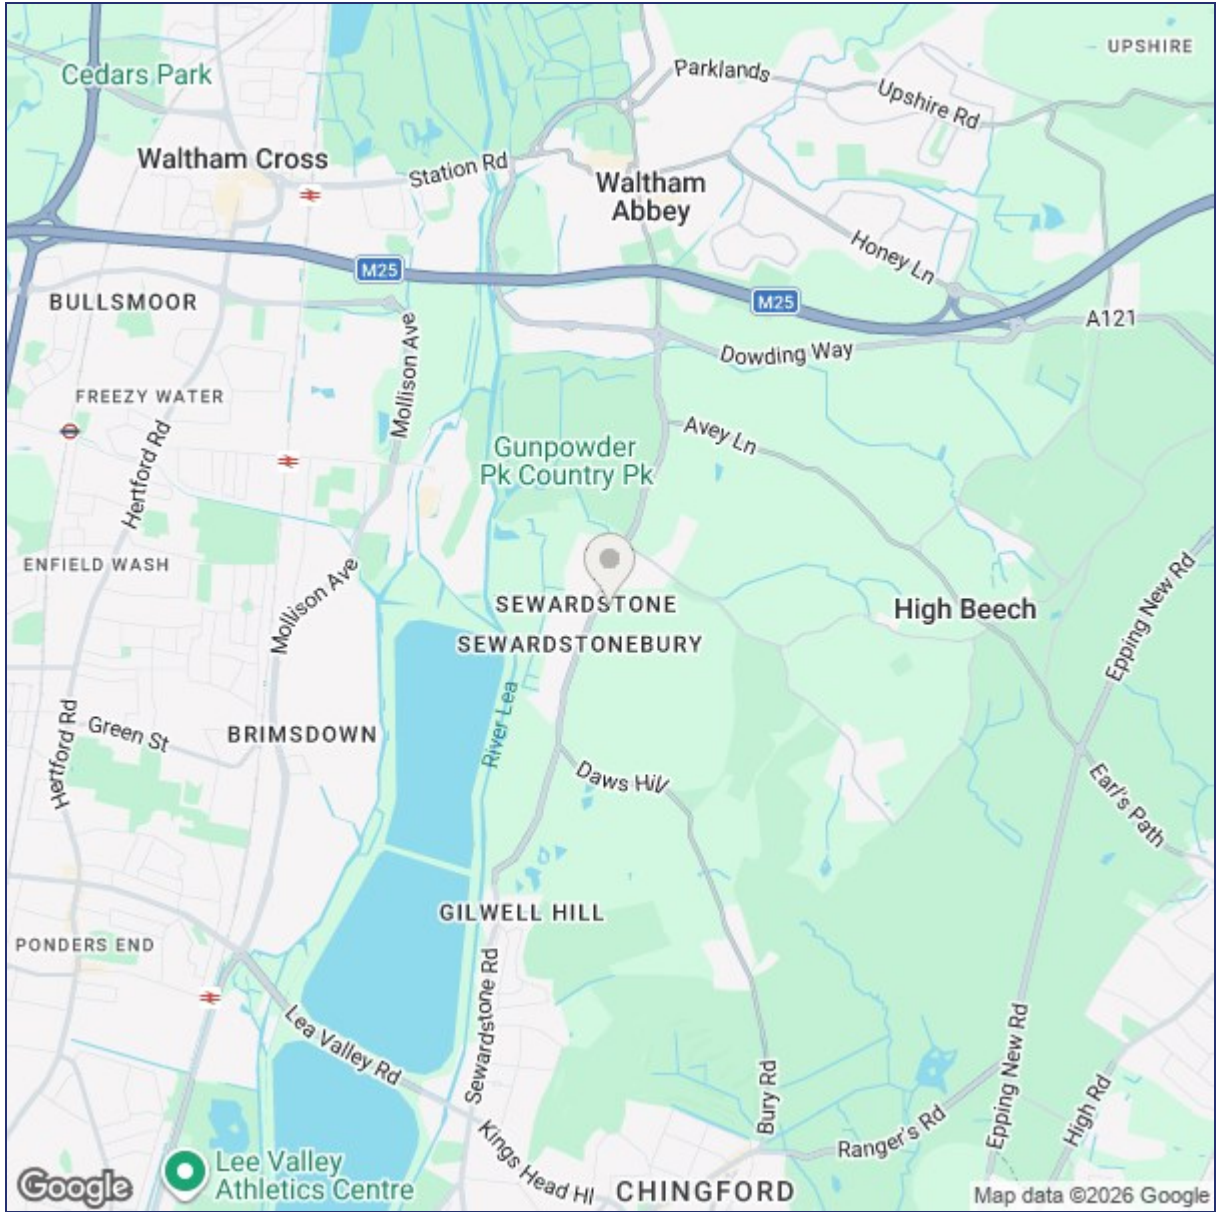 UPSHIRE
Cedars Park
Parklands
Upshire Rd
Waltham Cross
Station Rd
Waltham
Abbey
Honey Ln
M25
M25
BULLSMOOR
A121
Mollison Ave
Dowding Way
FREEZY WATER
Hertford Rd
Avey Ln
Gunpowder
Pk Country Pk
ENFIELD WASH
Mollison Ave
SEWARDSTONE
High Beech
Epping New Rd
SEWARDSTONEBURY
River Lea
Hertford Rd
Green St
BRIMSDOWN
Daws Hill
Earl's Path
GILWELL HILL
PONDERS END
Sewardstone Rd
Lea Valley Rd
Epping New Rd
Bury Rd
High Rd
Ranger's Rd
Kings Head Hl
Lee Valley
Athletics Centre
CHINGFORD
Google
Map data ©2026 Google